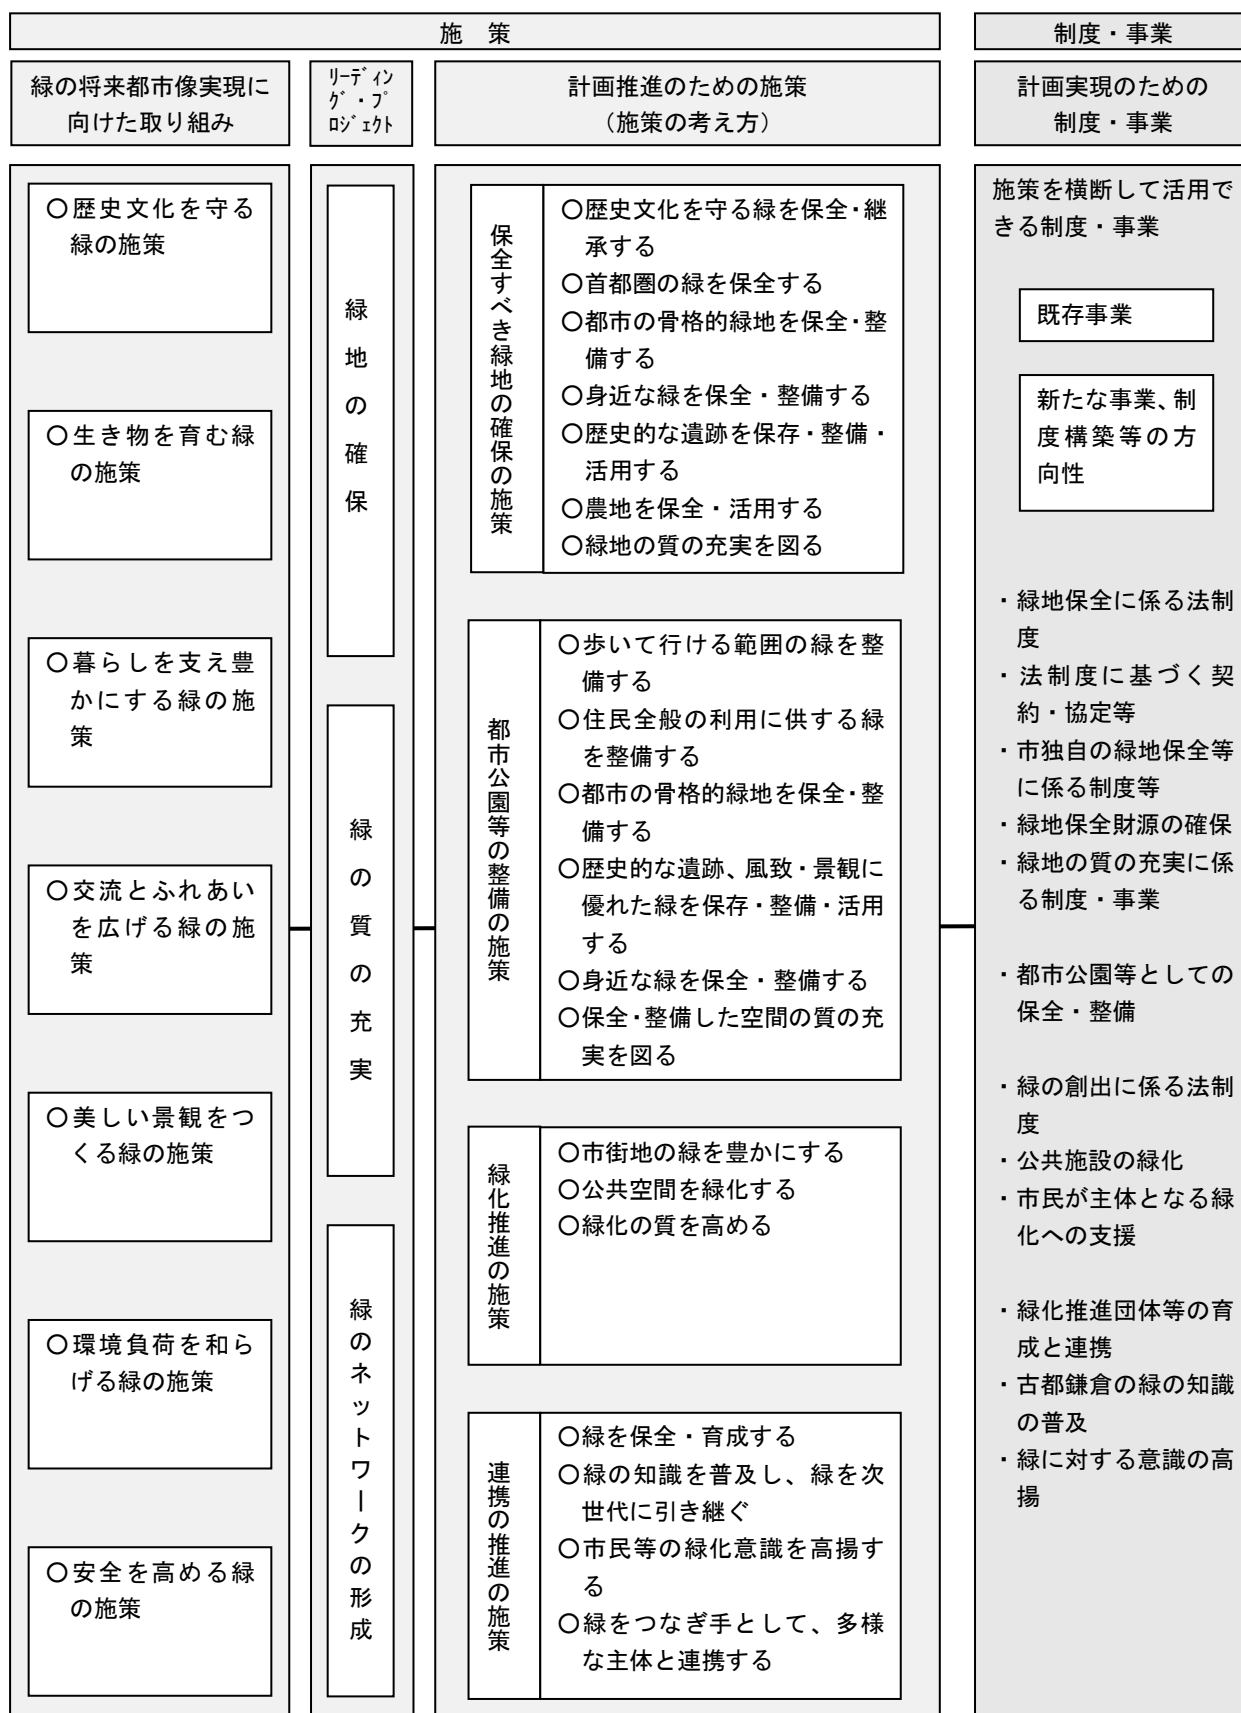 施 策
制度・事業
緑の将来都市像実現に
向けた取り組み
ﾘｰﾃﾞｨﾝ
ｸﾞ・ﾌﾟ
ﾛｼﾞｪｸﾄ
計画推進のための施策
（施策の考え方）
計画実現のための
制度・事業
〇歴史文化を守る
緑の施策
〇生き物を育む緑
の施策
〇暮らしを支え豊
かにする緑の施
策
〇交流とふれあい
を広げる緑の施
策
〇美しい景観をつ
くる緑の施策
〇環境負荷を和ら
げる緑の施策
〇安全を高める緑
の施策
緑地の確保
緑の質の充実
緑のネットワークの形成
保全すべき緑地の確保の施策
〇歴史文化を守る緑を保全・継
承する
〇首都圏の緑を保全する
〇都市の骨格的緑地を保全・整
備する
〇身近な緑を保全・整備する
〇歴史的な遺跡を保存・整備・
活用する
〇農地を保全・活用する
〇緑地の質の充実を図る
都市公園等の整備の施策
〇歩いて行ける範囲の緑を整
備する
〇住民全般の利用に供する緑
を整備する
〇都市の骨格的緑地を保全・整
備する
〇歴史的な遺跡、風致・景観に
優れた緑を保存・整備・活用
する
〇身近な緑を保全・整備する
〇保全・整備した空間の質の充
実を図る
緑化推進の施策
〇市街地の緑を豊かにする
〇公共空間を緑化する
〇緑化の質を高める
連携の推進の施策
〇緑を保全・育成する
〇緑の知識を普及し、緑を次
世代に引き継ぐ
〇市民等の緑化意識を高揚す
る
〇緑をつなぎ手として、多様
な主体と連携する
施策を横断して活用で
きる制度・事業
既存事業
新たな事業、制
度構築等の方
向性
・緑地保全に係る法制
度
・法制度に基づく契
約・協定等
・市独自の緑地保全等
に係る制度等
・緑地保全財源の確保
・緑地の質の充実に係
る制度・事業
・都市公園等としての
保全・整備
・緑の創出に係る法制
度
・公共施設の緑化
・市民が主体となる緑
化への支援
・緑化推進団体等の育
成と連携
・古都鎌倉の緑の知識
の普及
・緑に対する意識の高
揚